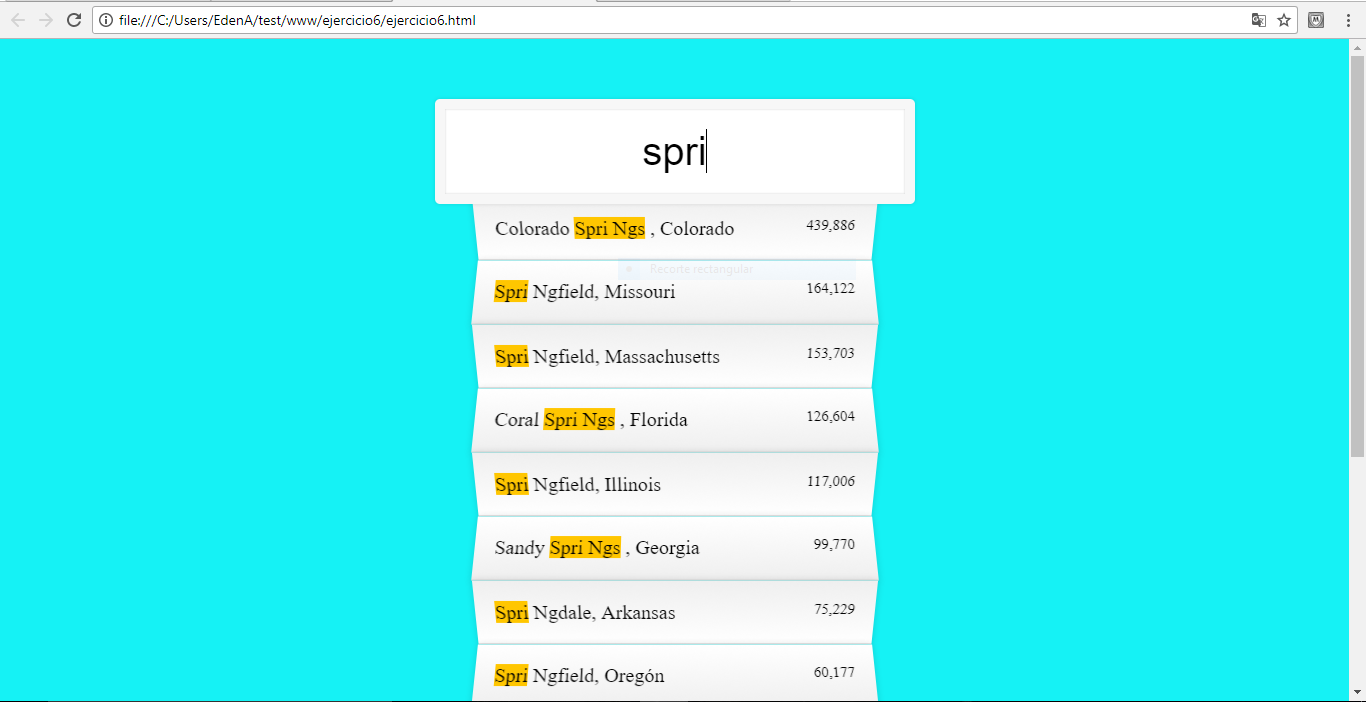 file:///C:/Users/EdenA/test/www/ejercicio6/ejercicio6.html
spri
Colorado Spri Ngs , Colorado 439,886
Recorte rectangular
Spri Ngfield, Missouri 164,122
Spri Ngfield, Massachusetts 153,703
Coral Spri Ngs , Florida 126,604
Spri Ngfield, Illinois 117,006
Sandy Spri Ngs , Georgia 99,770
Spri Ngdale, Arkansas 75,229
Spri Ngfield, Oregón 60,177